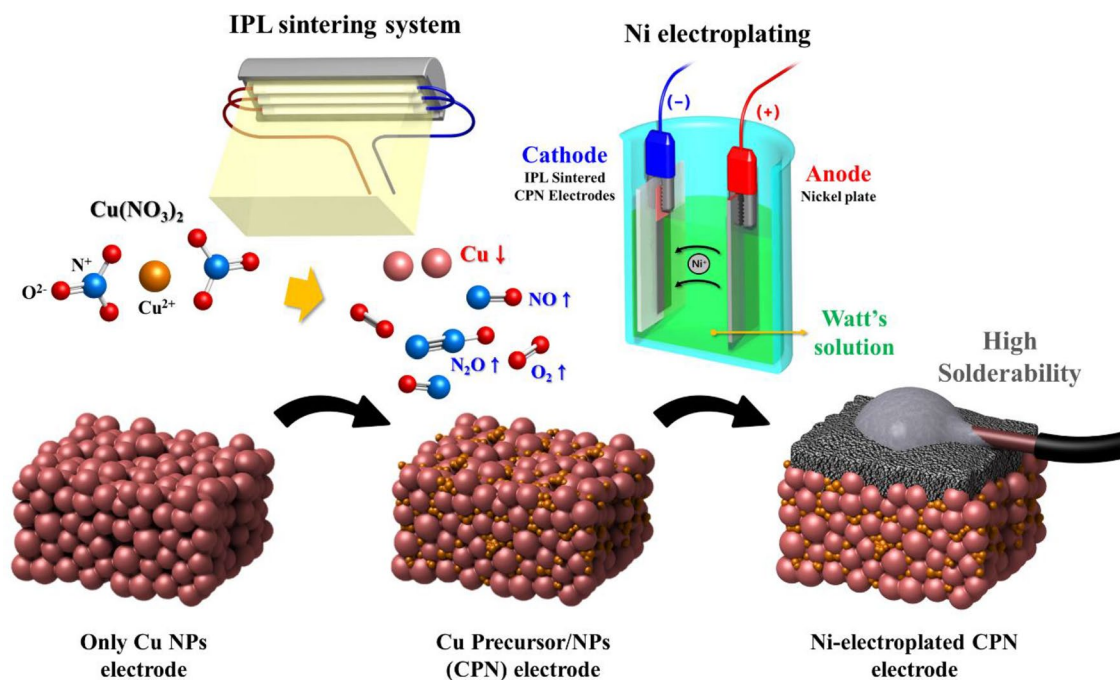 IPL sintering system
Ni electroplating
(-)
(+)
Cathode
IPL Sintered
CPN Electrodes
Anode
Nickel plate
Cu(NO₃)₂
N⁺
O²⁻
Cu²⁺
Cu ↓
NO ↑
N₂O ↑
O₂ ↑
Ni⁺
Watt's
solution
High
Solderability
Only Cu NPs
electrode
Cu Precursor/NPs
(CPN) electrode
Ni-electroplated CPN
electrode